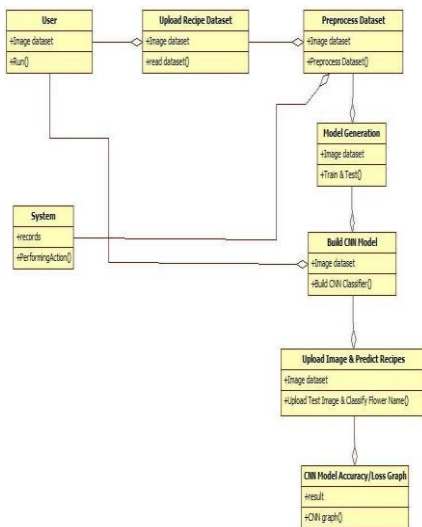 User
+Image dataset
+Run()
Upload Recipe Dataset
+Image dataset
+read dataset()
Preprocess Dataset
+Image dataset
+Preprocess Dataset()
Model Generation
+Image dataset
+Train & Test()
System
+records
+PerformingAction()
Build CNN Model
+Image dataset
+Build CNN Classifier()
Upload Image & Predict Recipes
+Image dataset
+Upload Test Image & Classify Flower Name()
CNN Model Accuracy/Loss Graph
+result
+CNN graph()